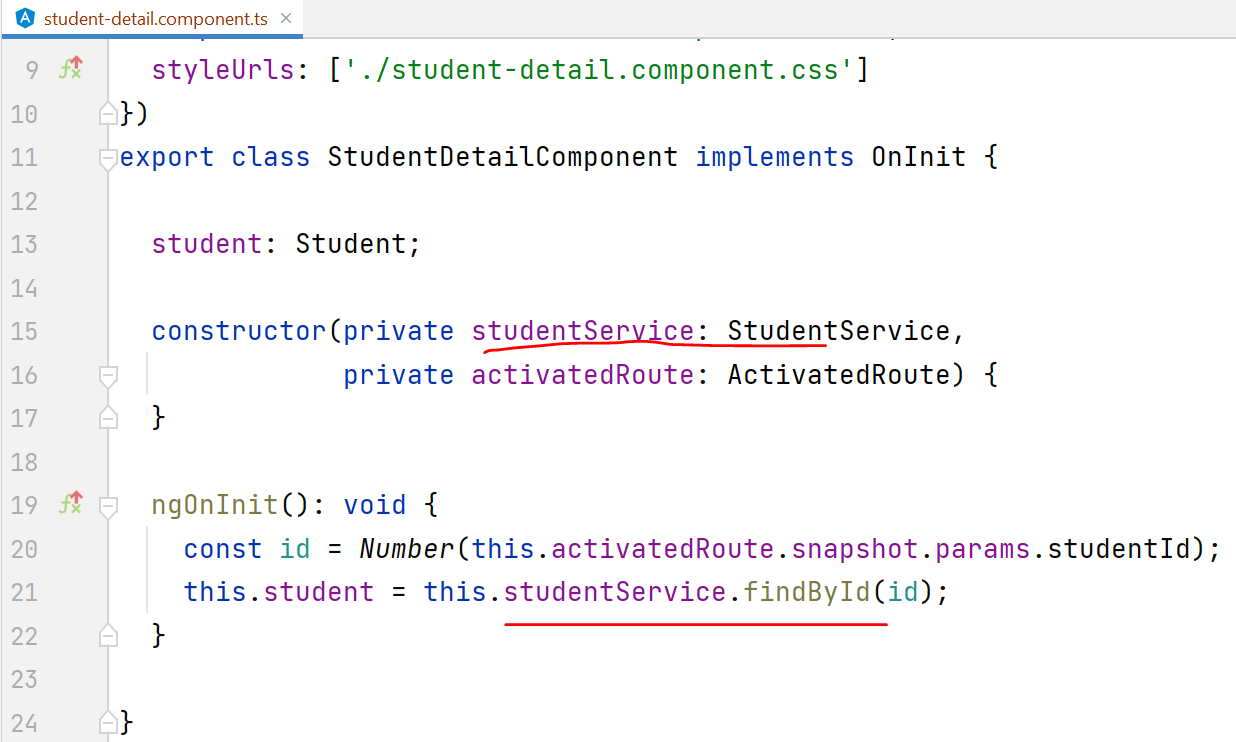 student-detail.component.ts ×
9 styleUrls: ['./student-detail.component.css']
10 })
11 export class StudentDetailComponent implements OnInit {
12
13 student: Student;
14
15 constructor(private studentService: StudentService,
16 private activatedRoute: ActivatedRoute) {
17 }
18
19 ngOnInit(): void {
20 const id = Number(this.activatedRoute.snapshot.params.studentId);
21 this.student = this.studentService.findById(id);
22 }
23
24 }